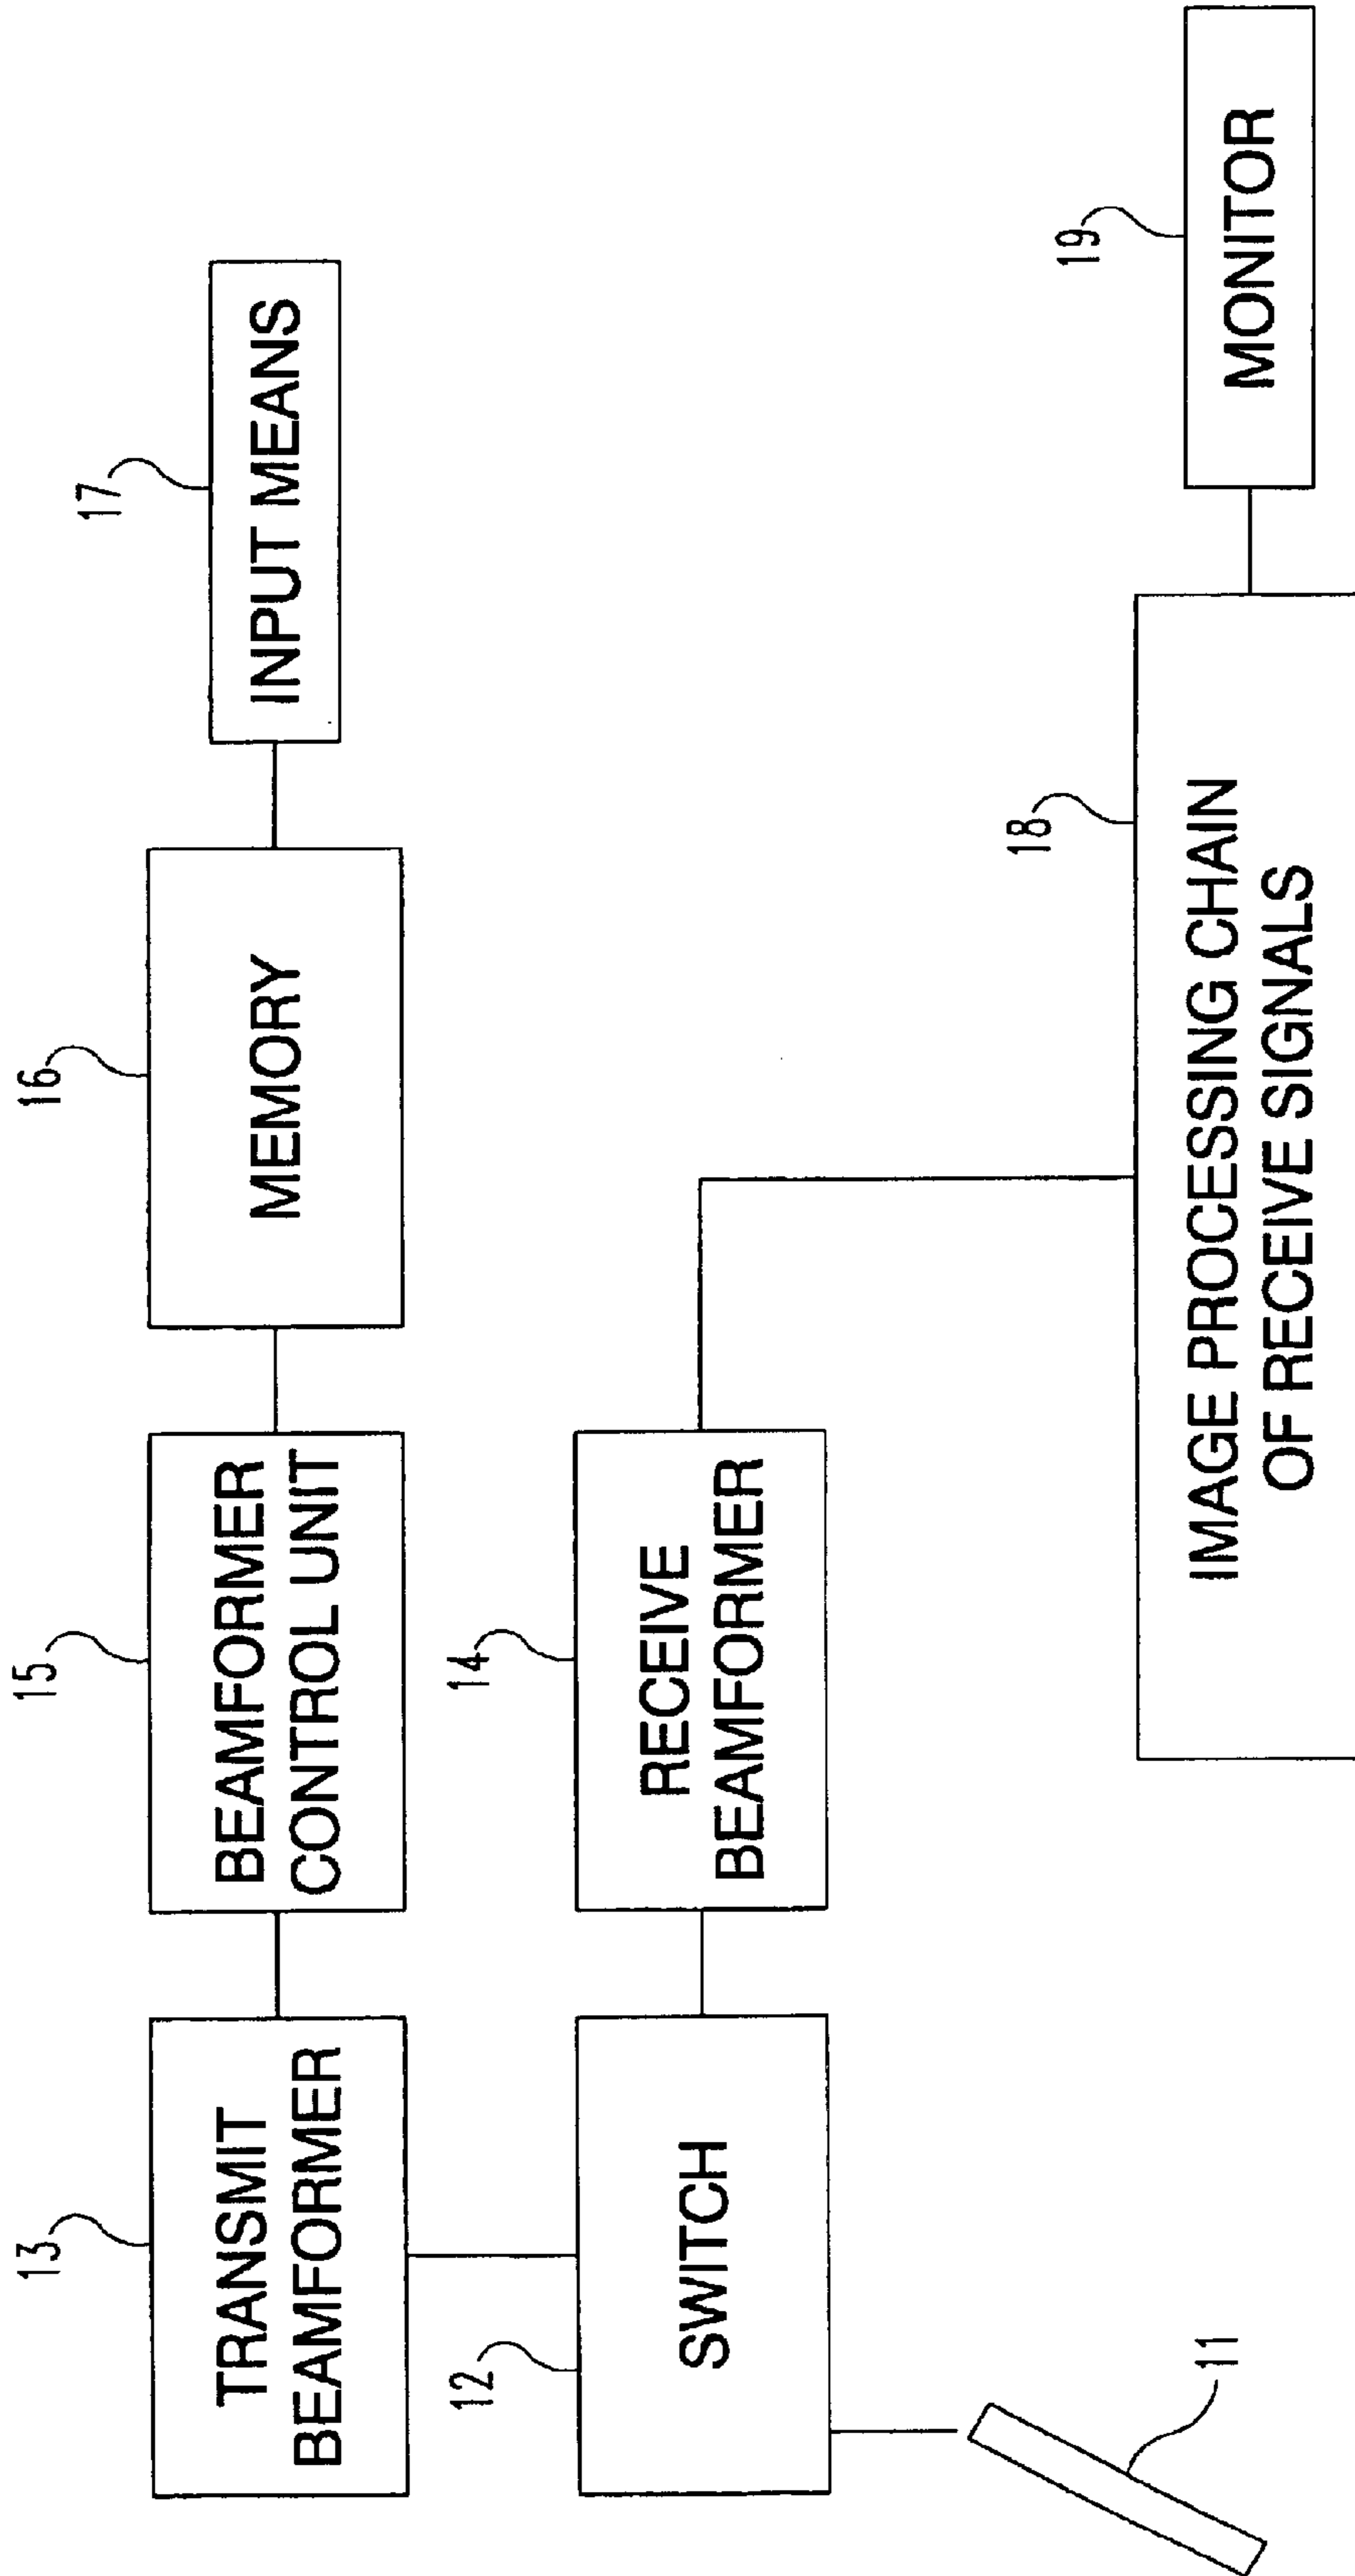 13
TRANSMIT
BEAMFORMER
15
BEAMFORMER
CONTROL UNIT
16
MEMORY
17
INPUT MEANS
12
SWITCH
14
RECEIVE
BEAMFORMER
11
18
IMAGE PROCESSING CHAIN
OF RECEIVE SIGNALS
19
MONITOR